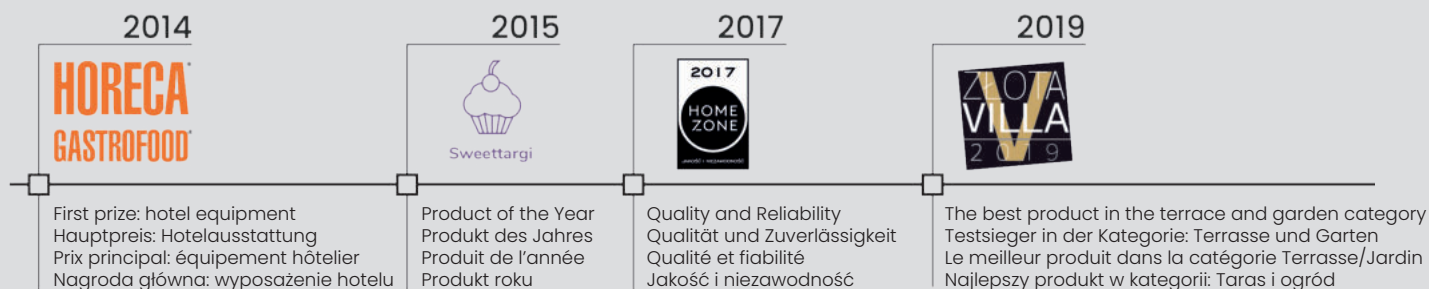 2014
HORECA
GASTROFOOD
First prize: hotel equipment
Hauptpreis: Hotelausstattung
Prix principal: équipement hôtelier
Nagroda główna: wyposażenie hotelu
2015
Sweettargi
Product of the Year
Produkt des Jahres
Produit de l’année
Produkt roku
2017
2017
HOME
ZONE
JAKOŚĆ I NIEZAWODNOŚĆ
Quality and Reliability
Qualität und Zuverlässigkeit
Qualité et fiabilité
Jakość i niezawodność
2019
ZŁOTA
VILLA
2019
The best product in the terrace and garden category
Testsieger in der Kategorie: Terrasse und Garten
Le meilleur produit dans la catégorie Terrasse/Jardin
Najlepszy produkt w kategorii: Taras i ogród